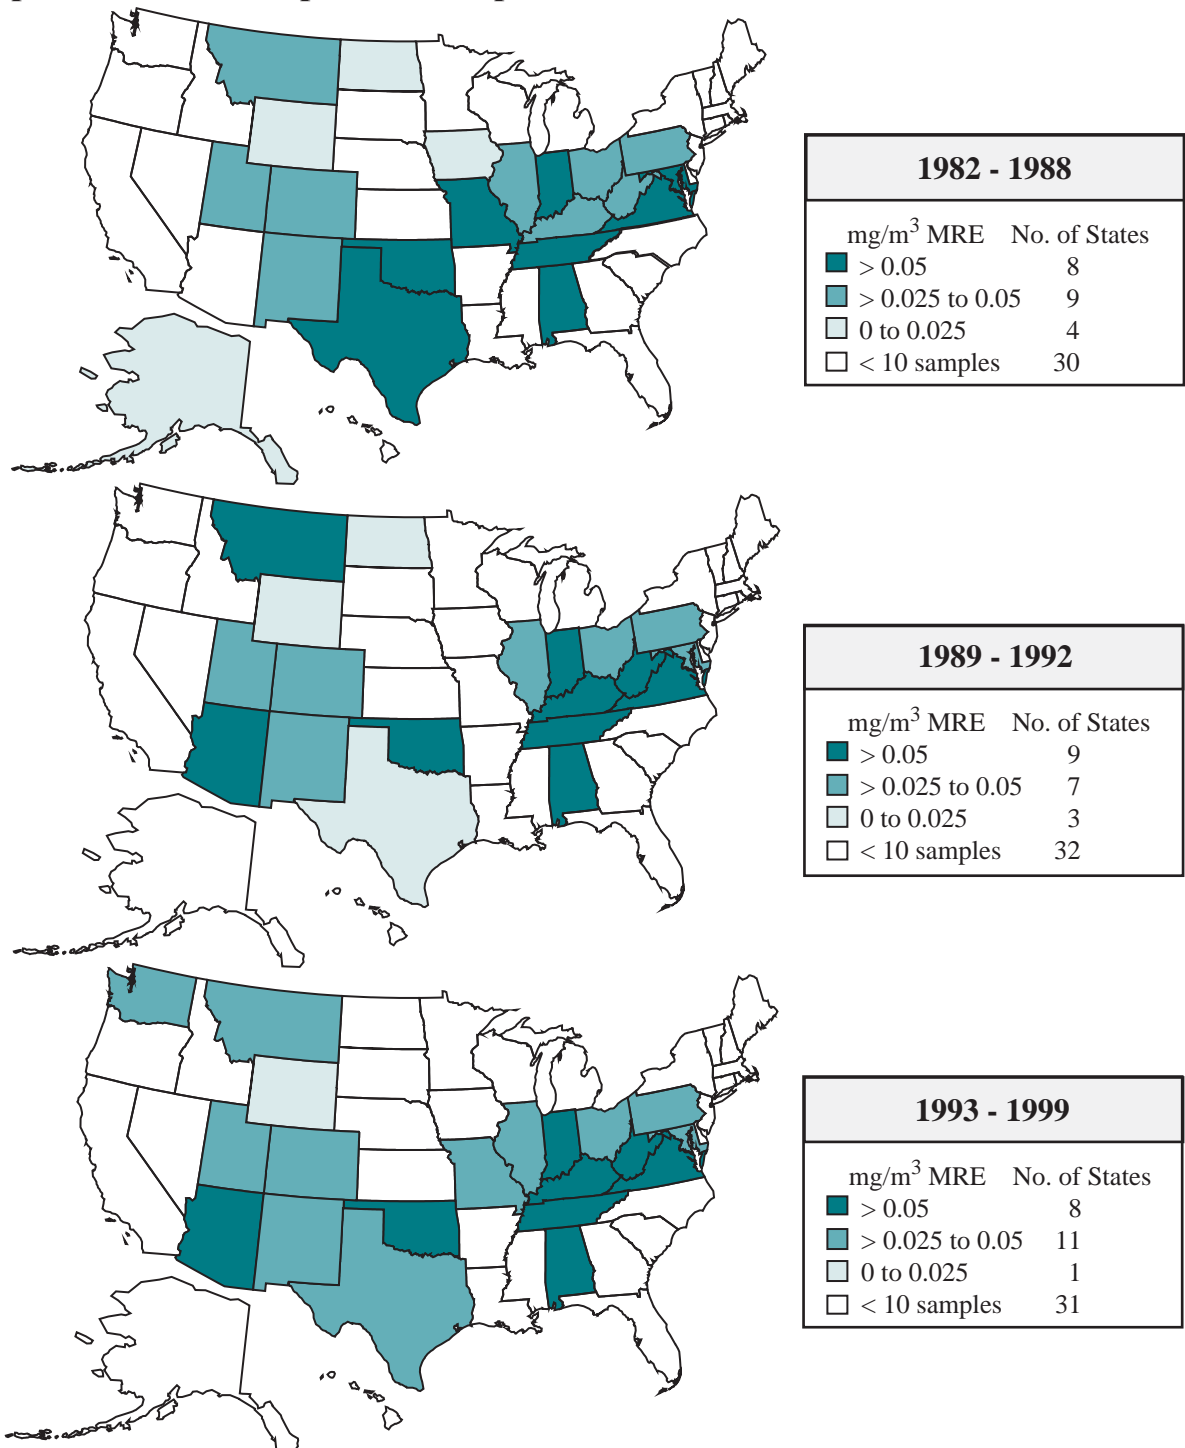 1982 - 1988
mg/m³ MRE No. of States
> 0.05 8
> 0.025 to 0.05 9
0 to 0.025 4
< 10 samples 30
1989 - 1992
mg/m³ MRE No. of States
> 0.05 9
> 0.025 to 0.05 7
0 to 0.025 3
< 10 samples 32
1993 - 1999
mg/m³ MRE No. of States
> 0.05 8
> 0.025 to 0.05 11
0 to 0.025 1
< 10 samples 31